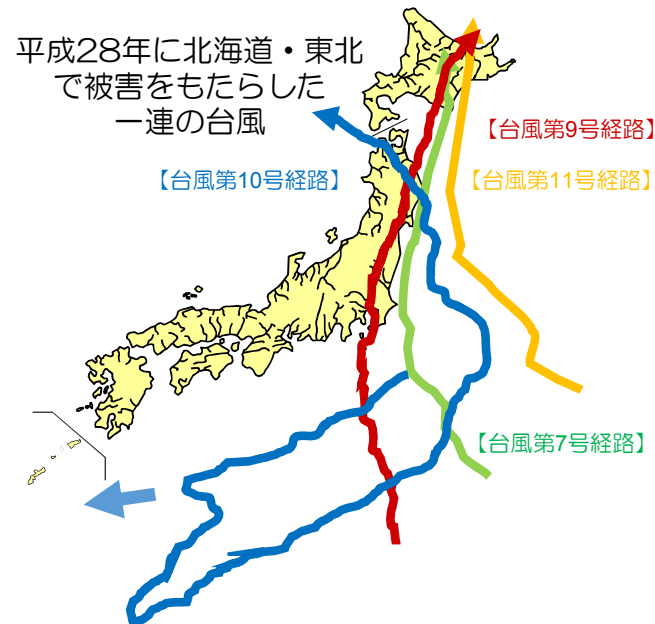 平成28年に北海道・東北
で被害をもたらした
一連の台風
【台風第9号経路】
【台風第10号経路】
【台風第11号経路】
【台風第7号経路】